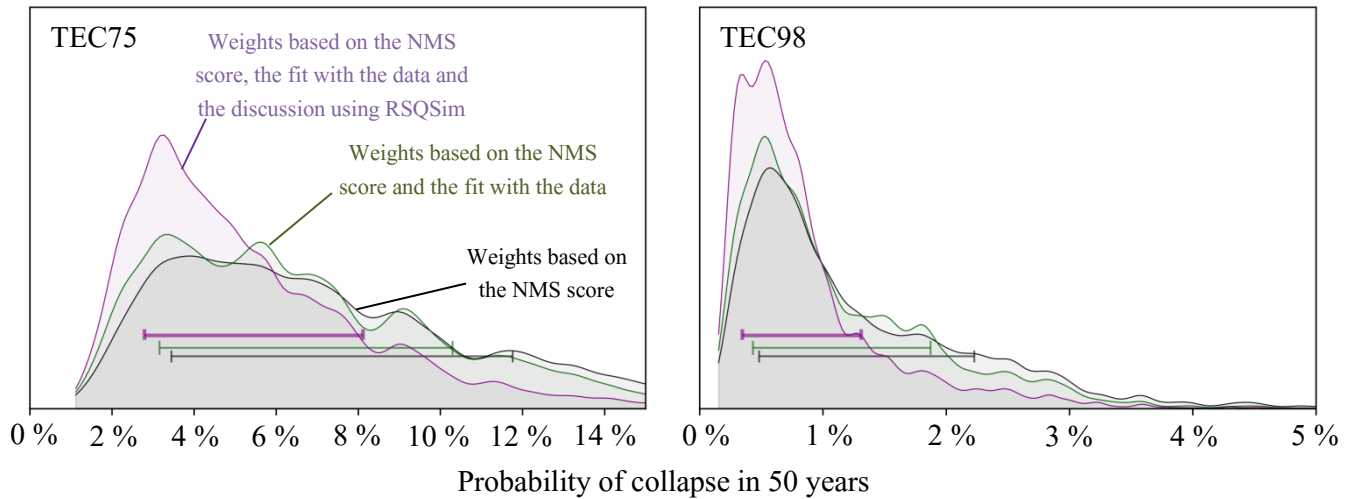 TEC75
Weights based on the NMS
score, the fit with the data and
the discussion using RSQSim
Weights based on the NMS
score and the fit with the data
Weights based on
the NMS score
0 % 2 % 4 % 6 % 8 % 10 % 12 % 14 %
TEC98
0 % 1 % 2 % 3 % 4 % 5 %
Probability of collapse in 50 years